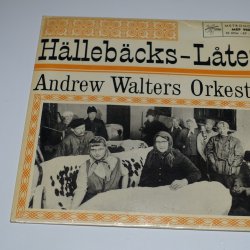 Hällebäcks-Låte
Andrew Walters Orkest
METRONOME